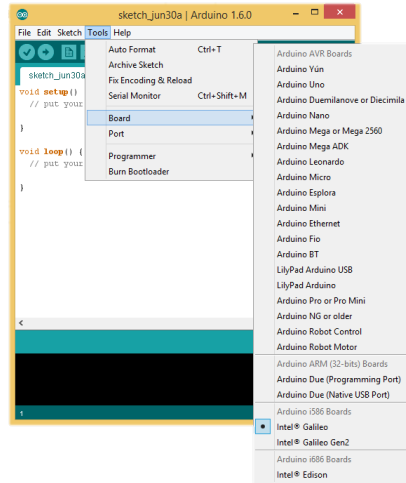 sketch_jun30a | Arduino 1.6.0
File Edit Sketch Tools Help
sketch_jun30a
void setup()
// put your
}
void loop() {
// put your
}
Auto Format Ctrl+T
Archive Sketch
Fix Encoding & Reload
Serial Monitor Ctrl+Shift+M
Board
Port
Programmer
Burn Bootloader
Arduino AVR Boards
Arduino Yún
Arduino Uno
Arduino Duemilanove or Diecimila
Arduino Nano
Arduino Mega or Mega 2560
Arduino Mega ADK
Arduino Leonardo
Arduino Micro
Arduino Esplora
Arduino Mini
Arduino Ethernet
Arduino Fio
Arduino BT
LilyPad Arduino USB
LilyPad Arduino
Arduino Pro or Pro Mini
Arduino NG or older
Arduino Robot Control
Arduino Robot Motor
Arduino ARM (32-bits) Boards
Arduino Due (Programming Port)
Arduino Due (Native USB Port)
Arduino i586 Boards
Intel® Galileo
Intel® Galileo Gen2
Arduino i686 Boards
Intel® Edison
1